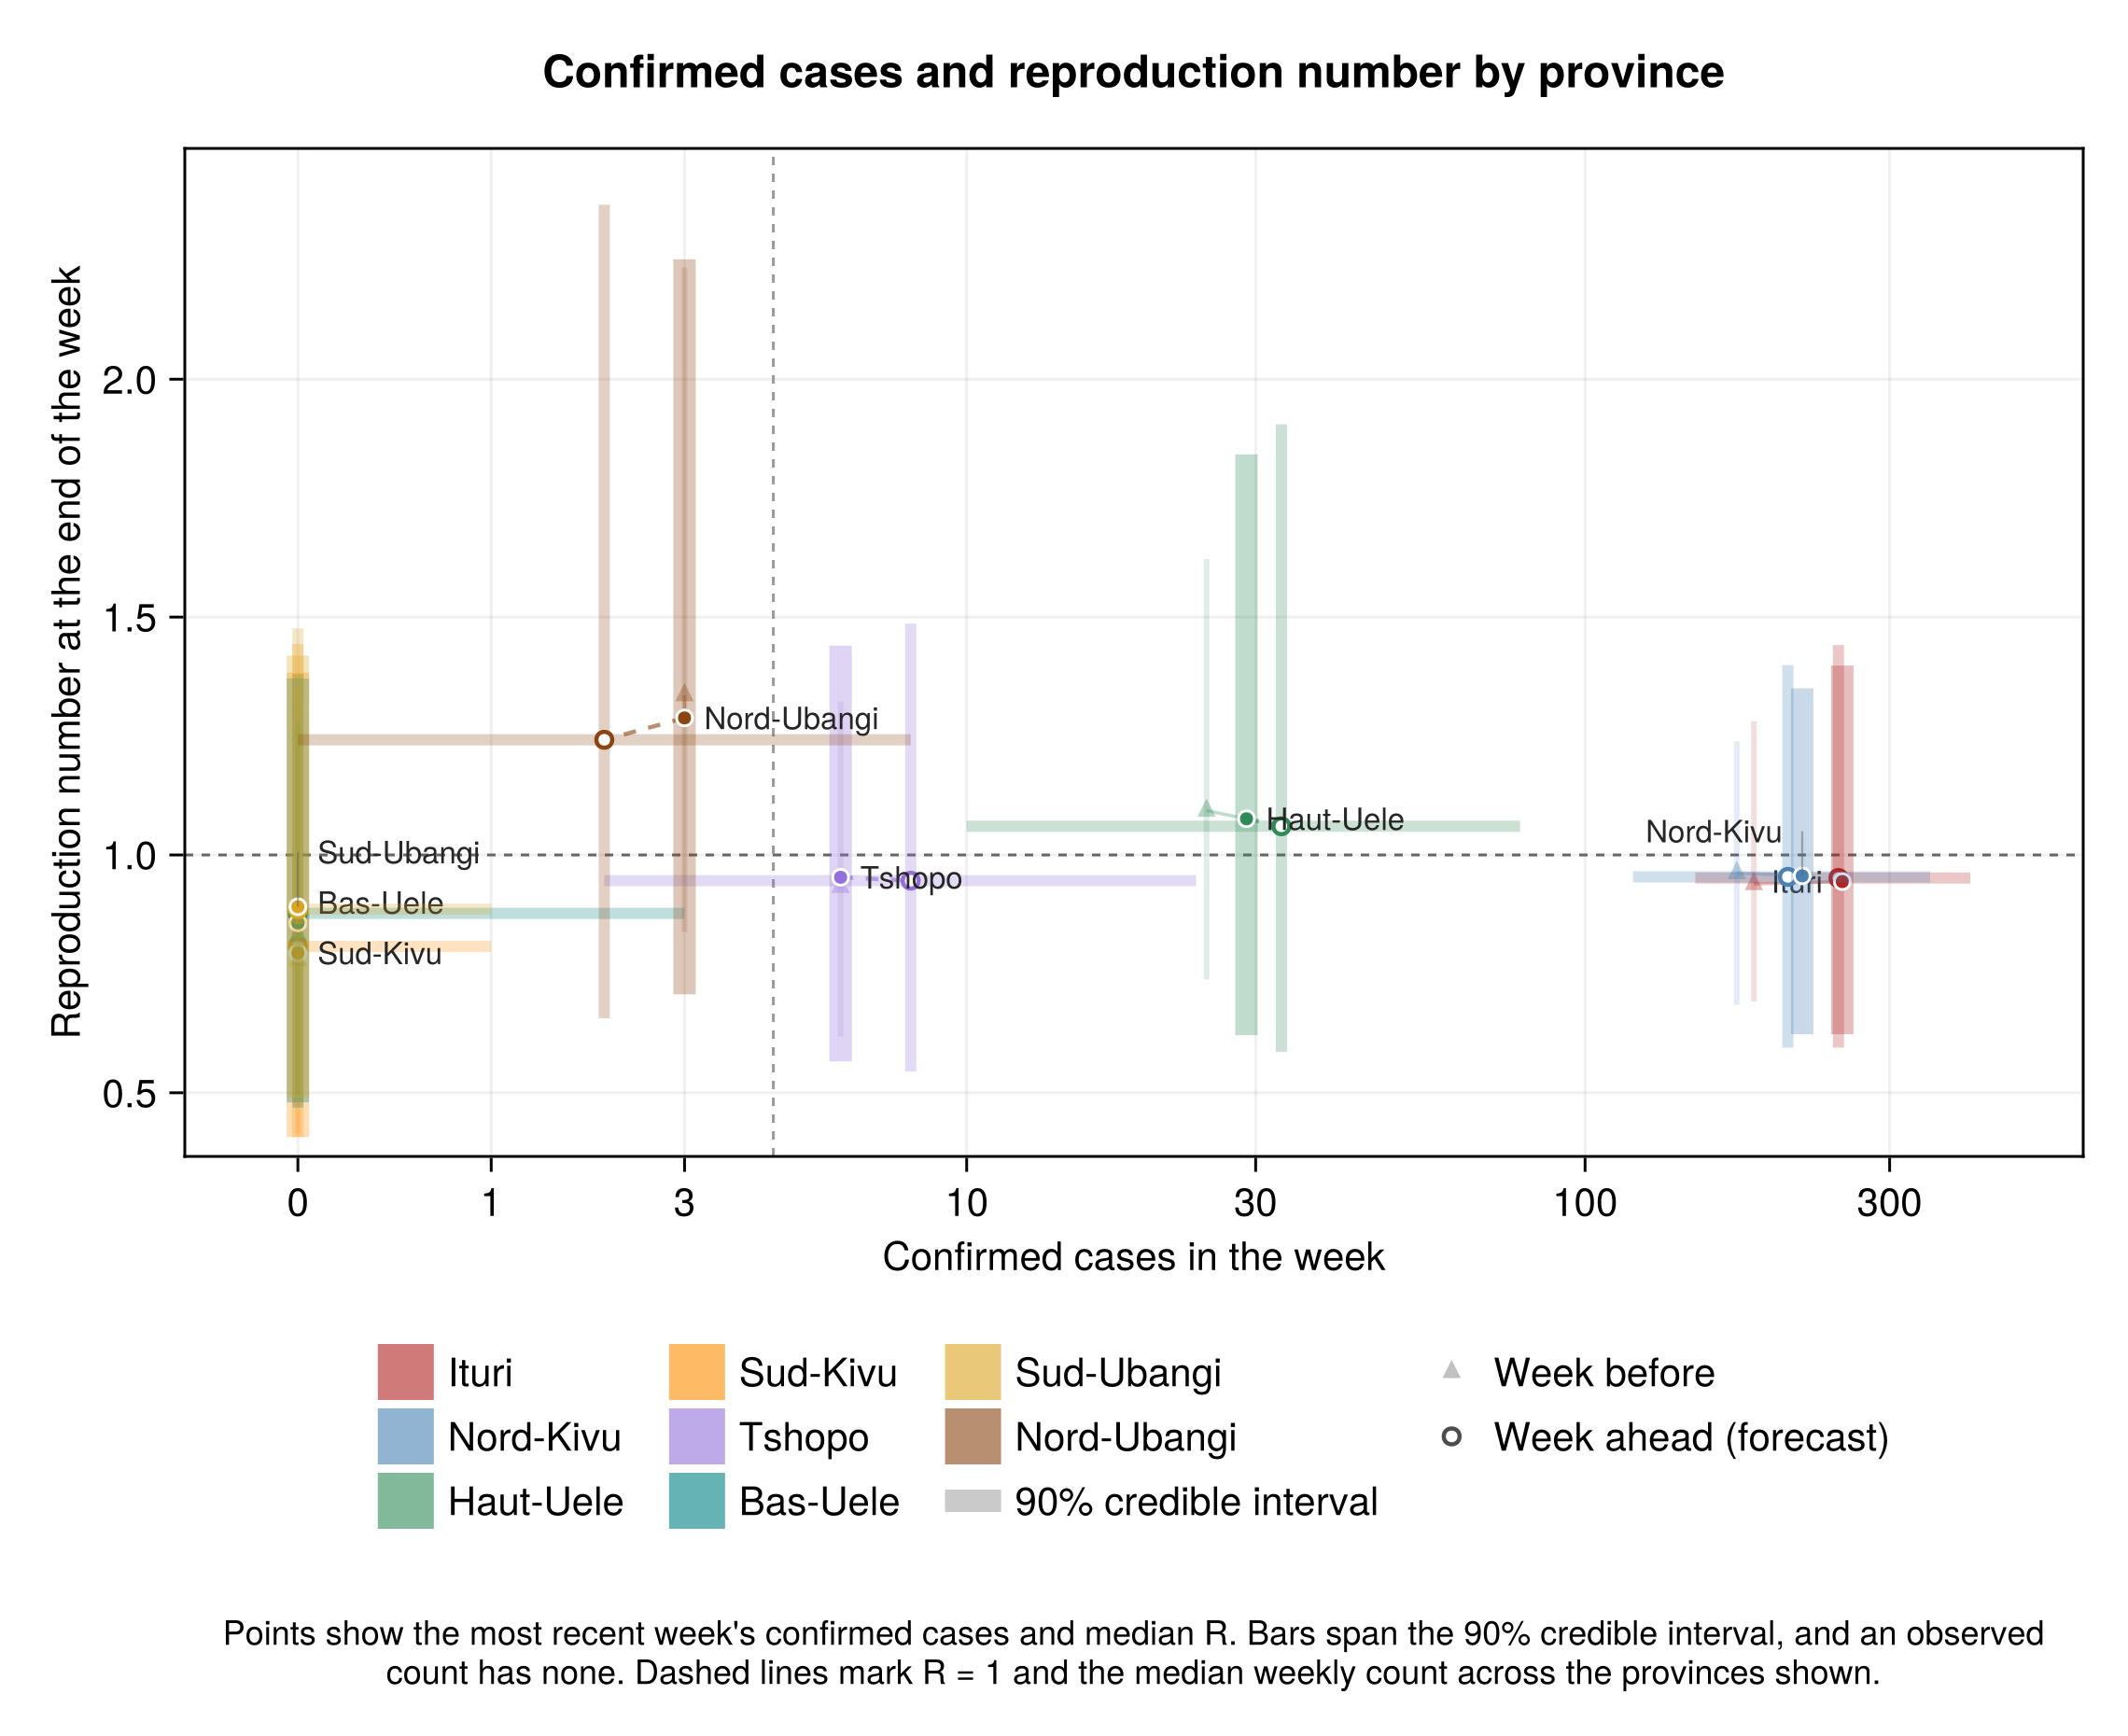 Confirmed cases and reproduction number by province
Reproduction number at the end of the week
2.0
1.5
1.0
0.5
Nord-Ubangi
Haut-Uele
Nord-Kivu
Sud-Ubangi
Tshopo
Ituri
Bas-Uele
Sud-Kivu
0 1 3 10 30 100 300
Confirmed cases in the week
Ituri Sud-Kivu Sud-Ubangi Week before
Nord-Kivu Tshopo Nord-Ubangi Week ahead (forecast)
Haut-Uele Bas-Uele 90% credible interval
Points show the most recent week's confirmed cases and median R. Bars span the 90% credible interval, and an observed
count has none. Dashed lines mark R = 1 and the median weekly count across the provinces shown.